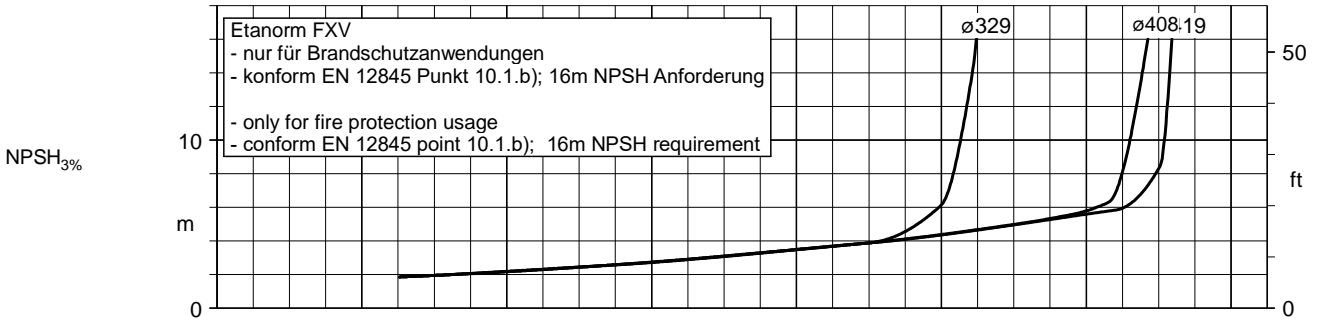 Etanorm FXV
- nur für Brandschutzanwendungen
- konform EN 12845 Punkt 10.1.b); 16m NPSH Anforderung
- only for fire protection usage
- conform EN 12845 point 10.1.b); 16m NPSH requirement
ø329
ø408
19
50
10
NPSH3%
ft
m
0
0